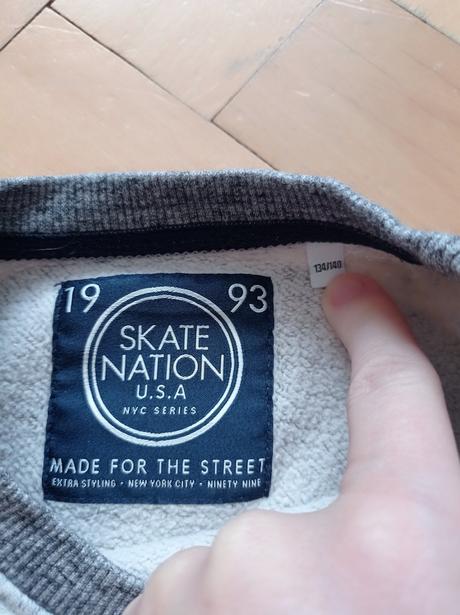 134/140
19 93
SKATE
NATION
U.S.A
NYC SERIES
MADE FOR THE STREET
EXTRA STYLING • NEW YORK CITY • NINETY NINE